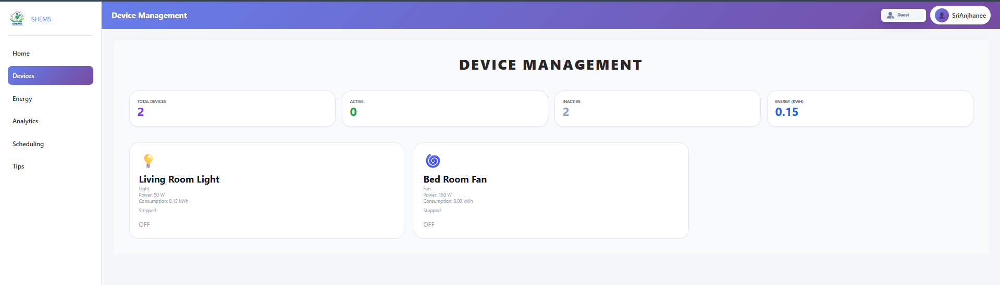 SHEMS
SHEMS
Device Management
Guest
SriAnjhanee
Home
Devices
Energy
Analytics
Scheduling
Tips
DEVICE MANAGEMENT
TOTAL DEVICES
2
ACTIVE
0
INACTIVE
2
ENERGY (KWH)
0.15
Living Room Light
Light
Power: 50 W
Consumption: 0.15 kWh
Stopped
OFF
Bed Room Fan
Fan
Power: 150 W
Consumption: 0.00 kWh
Stopped
OFF